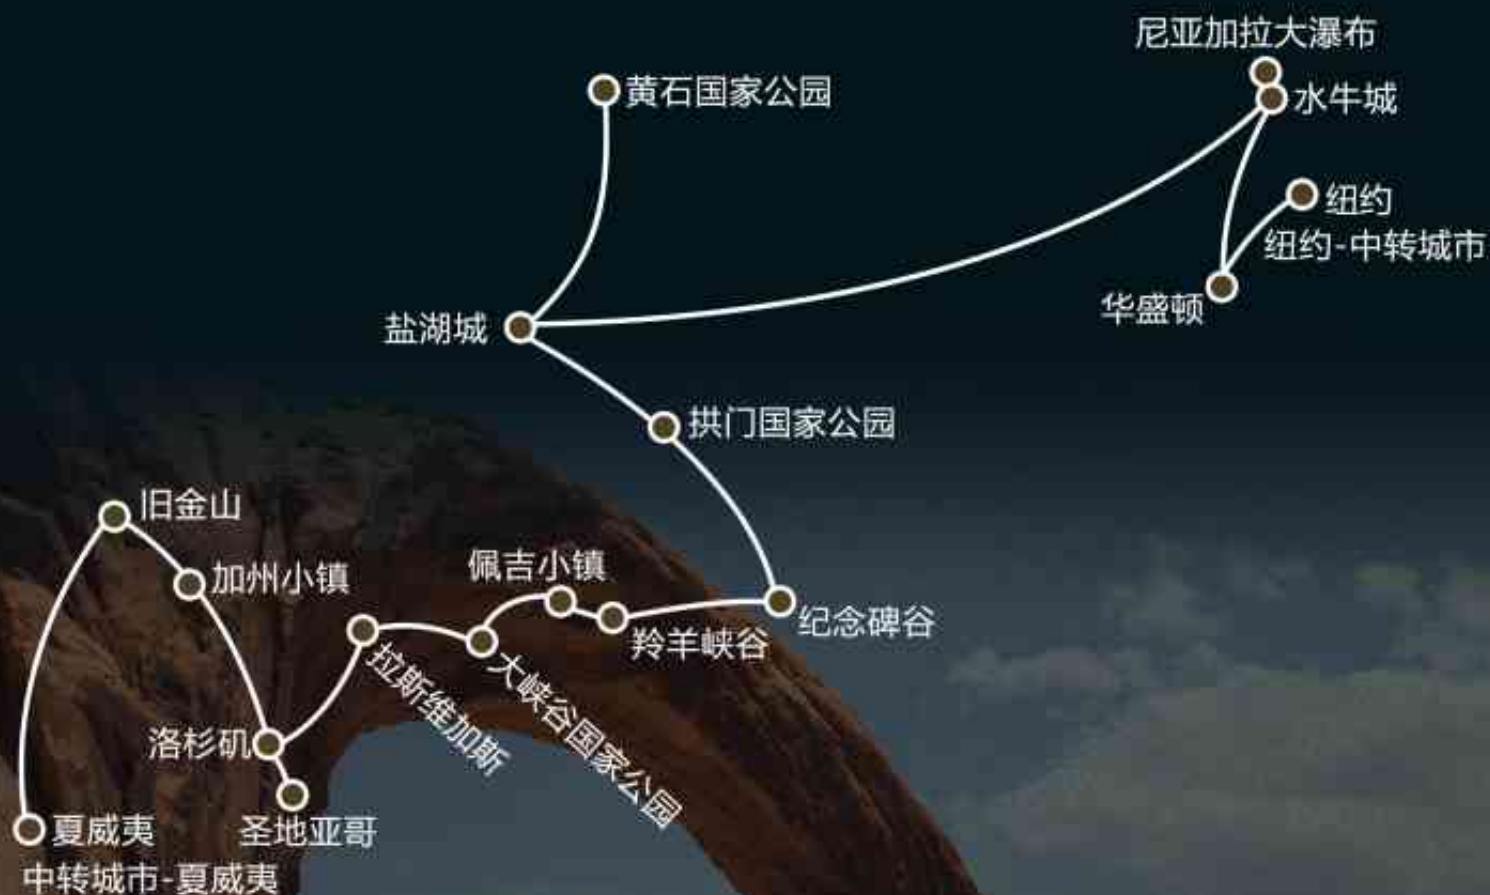 尼亚加拉大瀑布
黄石国家公园
水牛城
纽约
纽约-中转城市
华盛顿
盐湖城
拱门国家公园
旧金山
加州小镇
佩吉小镇
纪念碑谷
羚羊峡谷
拉斯维加斯
大峡谷国家公园
洛杉矶
夏威夷
圣地亚哥
中转城市-夏威夷